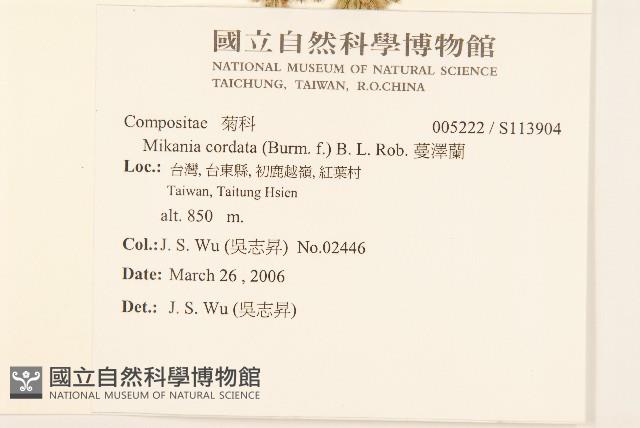 國立自然科學博物館
NATIONAL MUSEUM OF NATURAL SCIENCE
TAICHUNG, TAIWAN, R.O.CHINA
Compositae 菊科 005222 / S113904
Mikania cordata (Burm. f.) B. L. Rob. 蔓澤蘭
Loc.: 台灣, 台東縣, 初鹿越嶺, 紅葉村
Taiwan, Taitung Hsien
alt. 850 m.
Col.: J. S. Wu (吳志昇) No.02446
Date: March 26 , 2006
Det.: J. S. Wu (吳志昇)
國立自然科學博物館
NATIONAL MUSEUM OF NATURAL SCIENCE